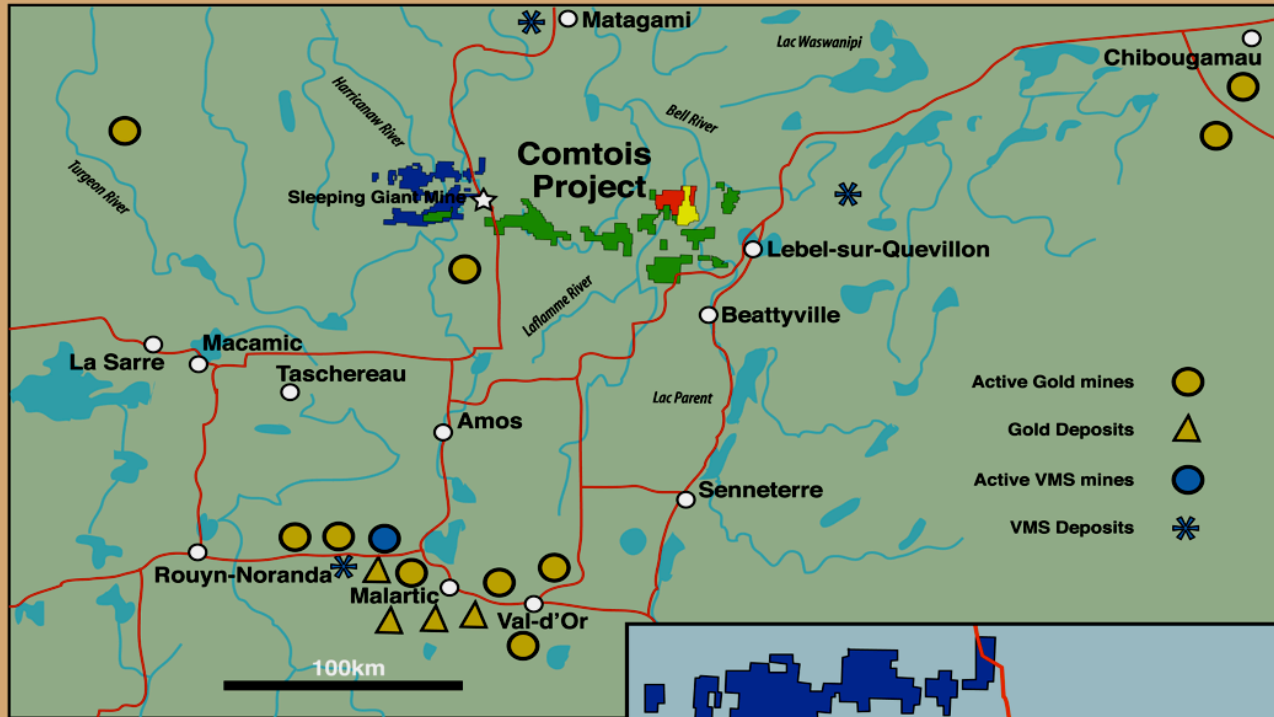 Matagami
Lac Waswanipi
Chibougamau
Harricanaw River
Bell River
Comtois
Project
Turgeon River
Sleeping Giant Mine
Lebel-sur-Quevillon
Laflamme River
Beattyville
Macamic
La Sarre
Taschereau
Active Gold mines
Lac Parent
Amos
Gold Deposits
Active VMS mines
Senneterre
VMS Deposits
Rouyn-Noranda
Malartic
Val-d'Or
100km